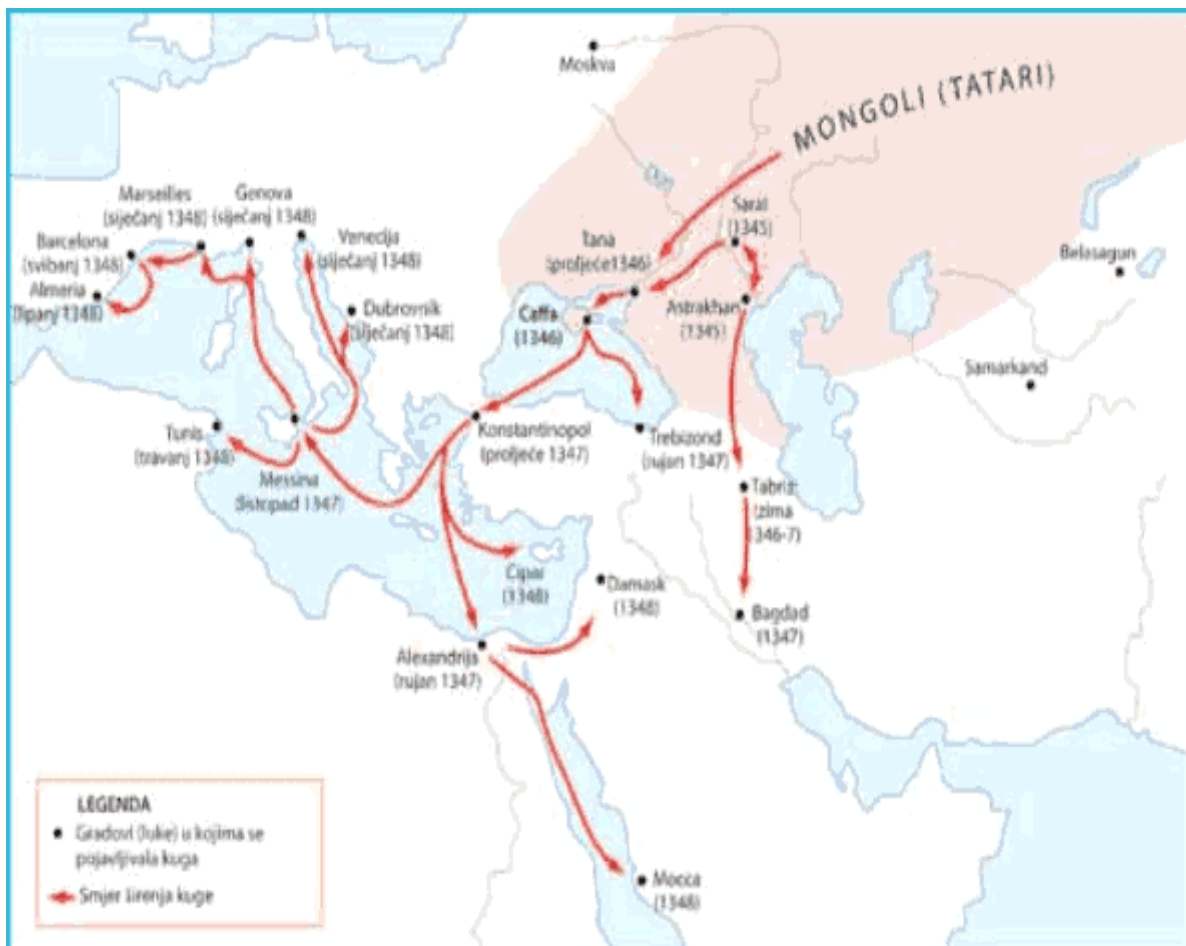 Moskva
MONGOLI (TATARI)
Marseilles
(siječanj 1348)
Genova
(siječanj 1348)
Barcelona
(svibanj 1348)
Venecija
(siječanj 1348)
Almeria
(lipanj 1348)
Dubrovnik
(siječanj 1348)
Sarai
(1345)
Tana
(proljeće1346)
Belasagun
Caffa
(1346)
Astrakhan
(1345)
Samarkand
Tunis
(travanj 1348)
Konstantinopol
(proljeće 1347)
Trebizond
(rujan 1347)
Messina
(listopad 1347)
Tabriz
(zima
1346-7)
Cipar
(1348)
Damask
(1348)
Bagdad
(1347)
Alexandrija
(rujan 1347)
LEGENDA
Gradovi (luke) u kojima se
pojavljivala kuga
Smjer širenja kuge
Mocca
(1348)